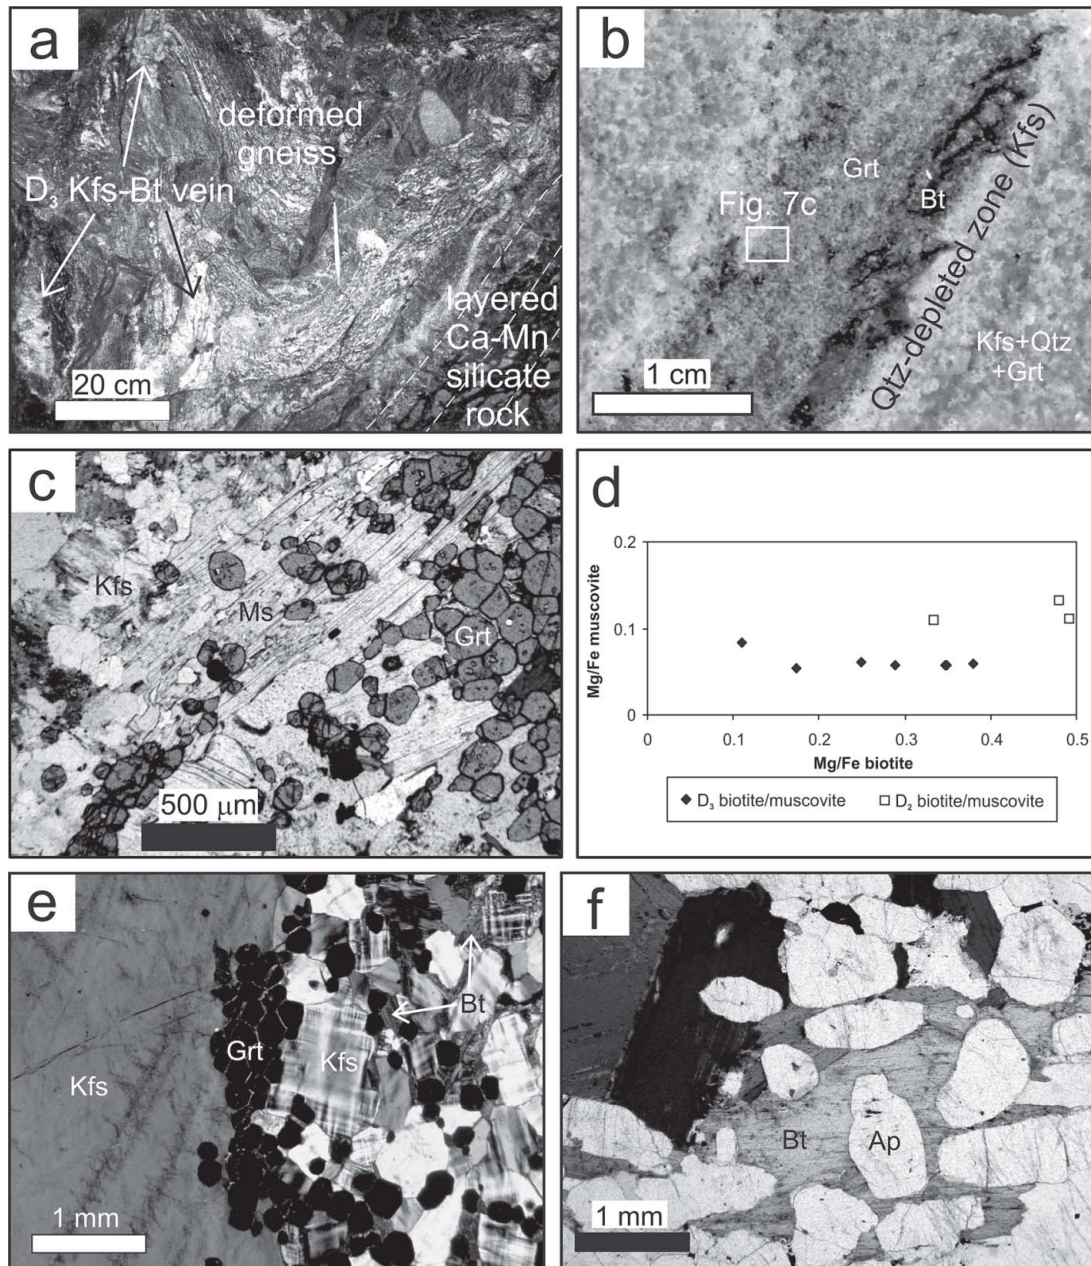 a
deformed
gneiss
D₃ Kfs-Bt vein
layered
Ca-Mn
silicate
rock
20 cm
b
Grt
Bt
Fig. 7c
Qtz-depleted zone (Kfs)
Kfs+Qtz
+Grt
1 cm
c
Kfs
Ms
Grt
500 μm
d
Mg/Fe muscovite
0.2
0.1
0
0 0.1 0.2 0.3 0.4 0.5
Mg/Fe biotite
D₃ biotite/muscovite D₂ biotite/muscovite
e
Bt
Grt
Kfs
Kfs
1 mm
f
Bt
Ap
1 mm